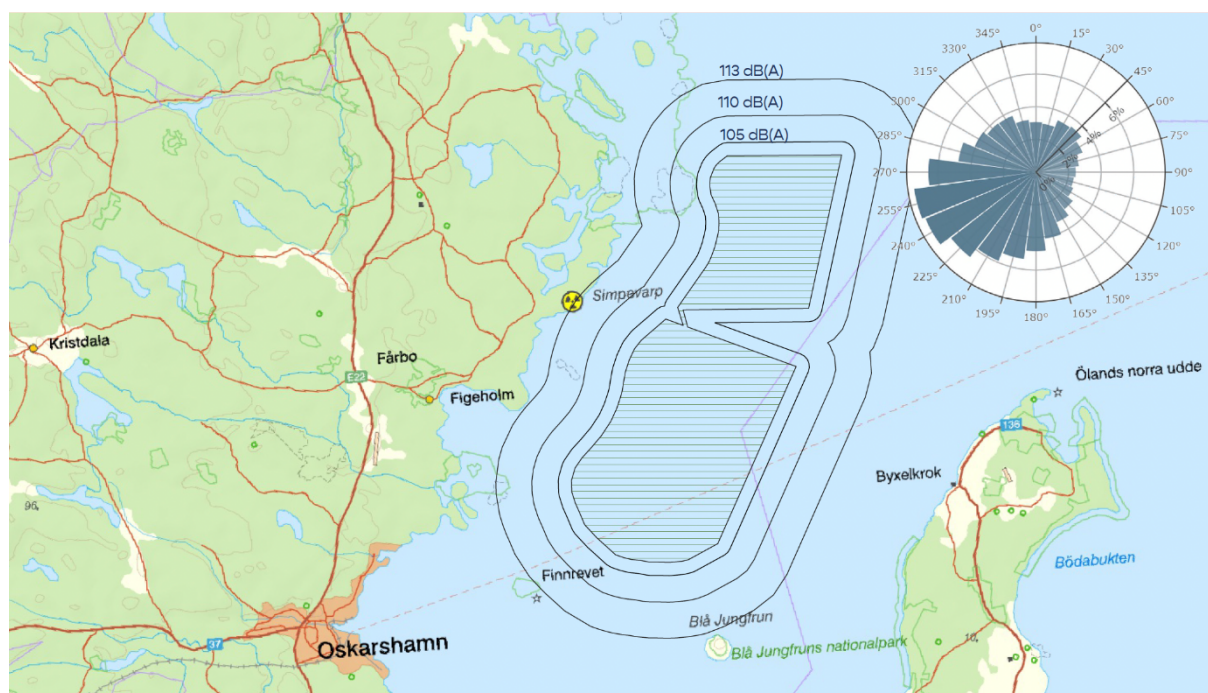 113 dB(A)
110 dB(A)
105 dB(A)
0°
15°
30°
45°
60°
75°
90°
105°
120°
135°
150°
165°
180°
195°
210°
225°
240°
255°
270°
285°
300°
315°
330°
345°
0%
2%
4%
6%
Simpevarp
Kristdala
Fårbo
E22
Figeholm
Ölands norra udde
136
Byxelkrok
96
Bödabukten
Finnrevet
Blå Jungfrun
Blå Jungfruns nationalpark
37
Oskarshamn
10